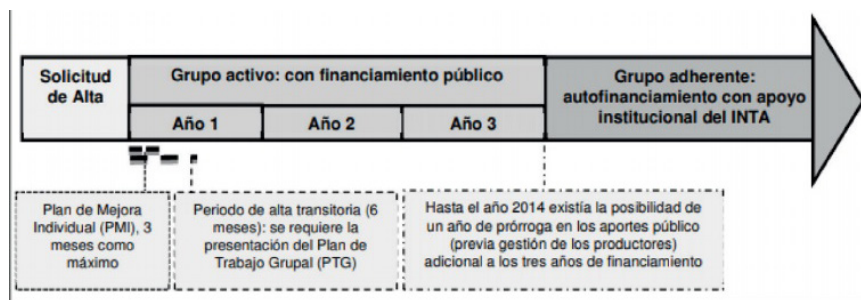 Solicitud
de Alta
Grupo activo: con financiamiento público
Año 1
Año 2
Año 3
Grupo adherente:
autofinanciamiento con apoyo
institucional del INTA
Plan de Mejora
Individual (PMI), 3
meses como
máximo
Periodo de alta transitoria (6
meses): se requiere la
presentación del Plan de
Trabajo Grupal (PTG)
Hasta el año 2014 existía la posibilidad de
un año de prórroga en los aportes público
(previa gestión de los productores)
adicional a los tres años de financiamiento